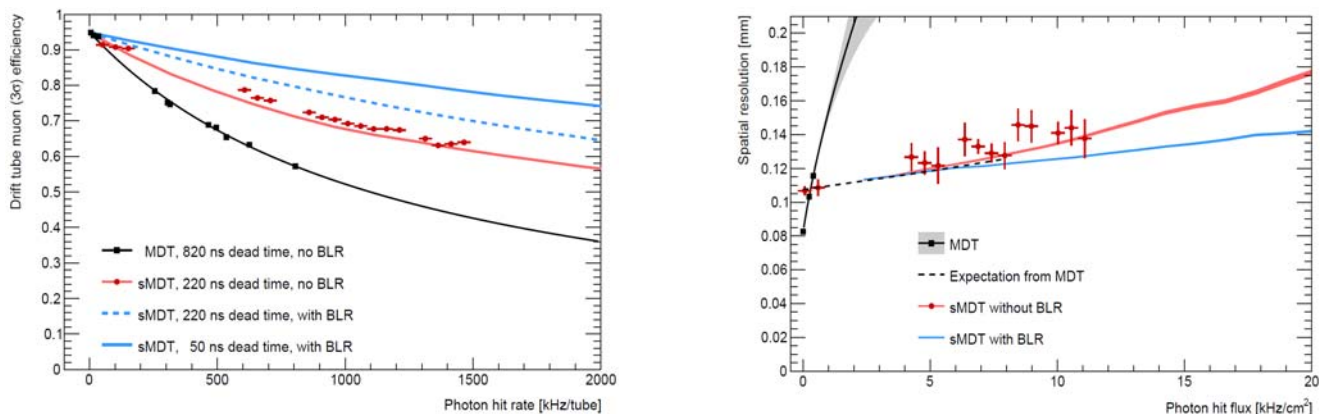 Drift tube muon (3σ) efficiency
1
0.9
0.8
0.7
0.6
0.5
0.4
0.3
0.2
0.1
0
MDT, 820 ns dead time, no BLR
sMDT, 220 ns dead time, no BLR
sMDT, 220 ns dead time, with BLR
sMDT, 50 ns dead time, with BLR
0 500 1000 1500 2000
Photon hit rate [kHz/tube]
Spatial resolution [mm]
0.2
0.18
0.16
0.14
0.12
0.1
0.08
0.06
0.04
0.02
0
MDT
Expectation from MDT
sMDT without BLR
sMDT with BLR
0 5 10 15 20
Photon hit flux [kHz/cm²]